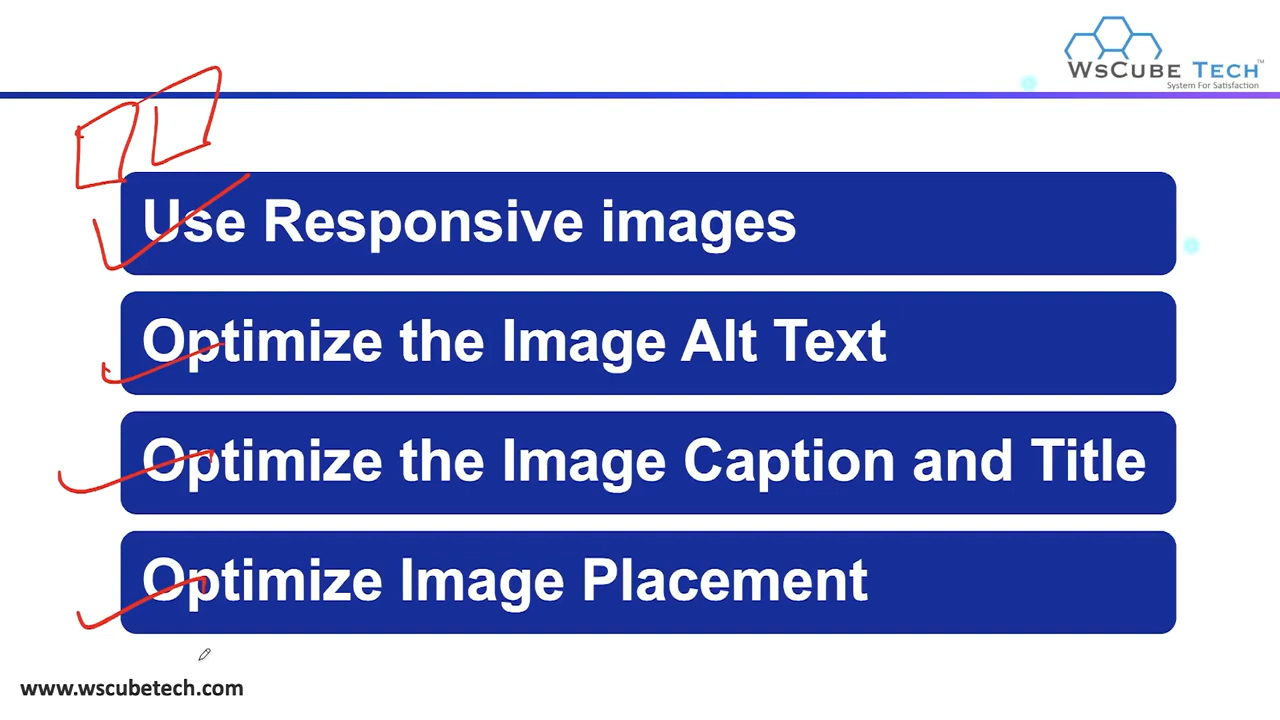 WsCube Tech™
System For Satisfaction
Use Responsive images
Optimize the Image Alt Text
Optimize the Image Caption and Title
Optimize Image Placement
www.wscubetech.com